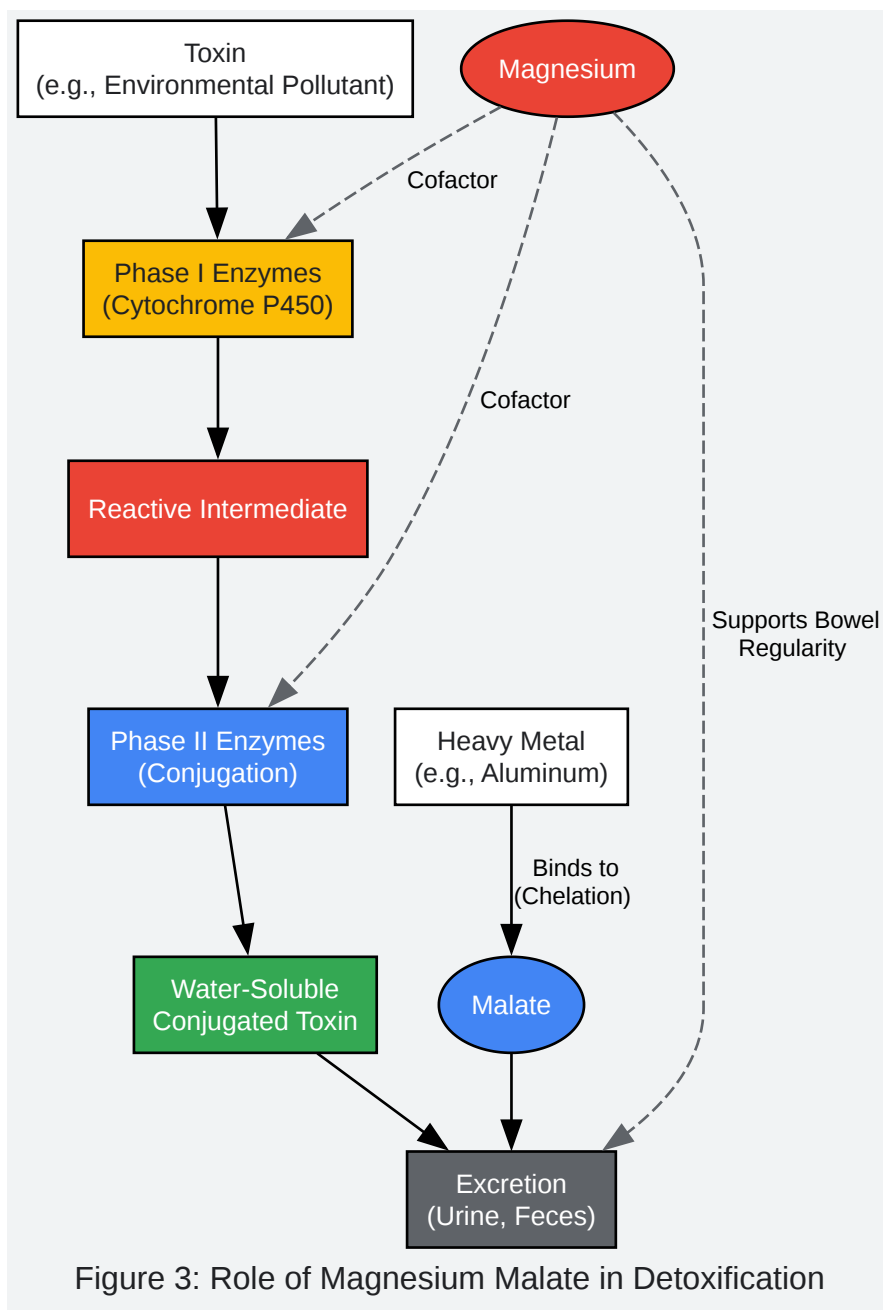 Toxin
(e.g., Environmental Pollutant)
Magnesium
Cofactor
Phase I Enzymes
(Cytochrome P450)
Cofactor
Reactive Intermediate
Supports Bowel
Regularity
Phase II Enzymes
(Conjugation)
Heavy Metal
(e.g., Aluminum)
Binds to
(Chelation)
Water-Soluble
Conjugated Toxin
Malate
Excretion
(Urine, Feces)
Figure 3: Role of Magnesium Malate in Detoxification